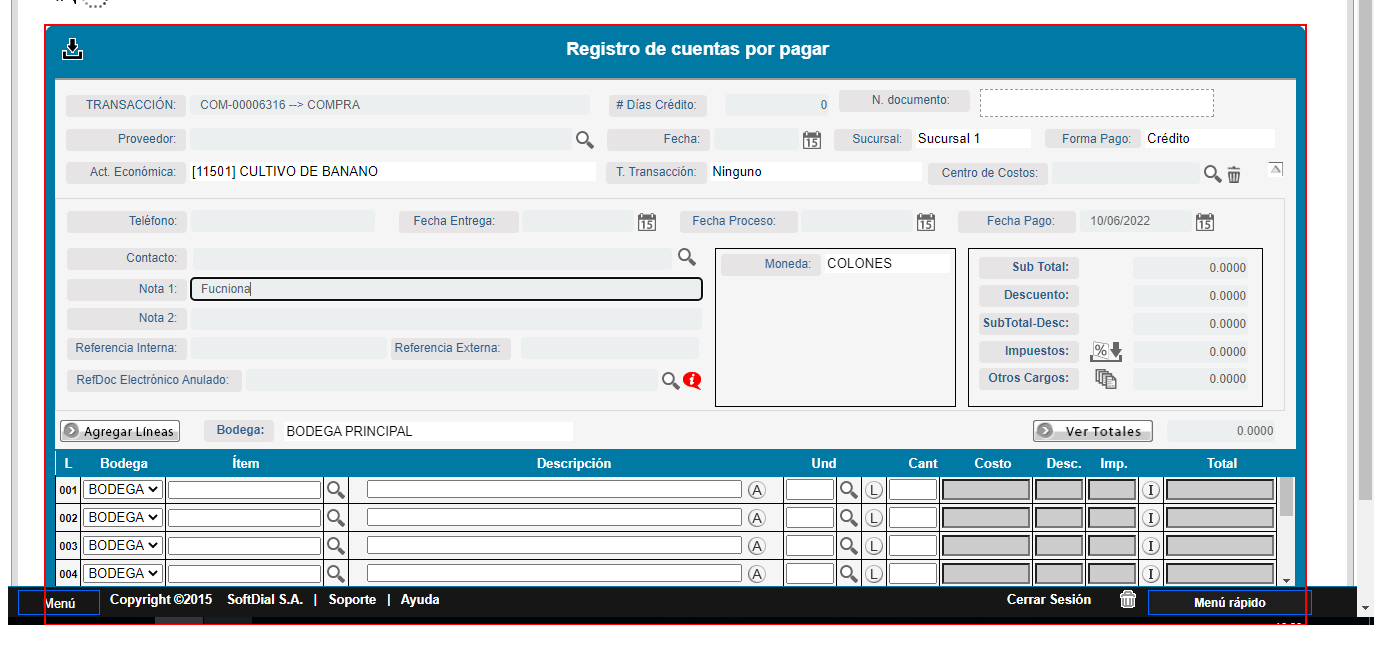 Registro de cuentas por pagar
TRANSACCIÓN: COM-00006316 --> COMPRA # Días Crédito: 0 N. documento:
Proveedor: Fecha: 15 Sucursal: Sucursal 1 Forma Pago: Crédito
Act. Económica: [11501] CULTIVO DE BANANO T. Transacción: Ninguno Centro de Costos:
Teléfono: Fecha Entrega: 15 Fecha Proceso: 15 Fecha Pago: 10/06/2022 15
Contacto: Moneda: COLONES Sub Total: 0.0000
Nota 1: Fucniona Descuento: 0.0000
Nota 2: SubTotal-Desc: 0.0000
Referencia Interna: Referencia Externa: Impuestos: % 0.0000
RefDoc Electrónico Anulado: Otros Cargos: 0.0000
Agregar Líneas Bodega: BODEGA PRINCIPAL Ver Totales 0.0000
L Bodega Ítem Descripción Und Cant Costo Desc. Imp. Total
001 BODEGA A L I
002 BODEGA A L I
003 BODEGA A L I
004 BODEGA A L I
Menú Copyright ©2015 SoftDial S.A. | Soporte | Ayuda Cerrar Sesión Menú rápido